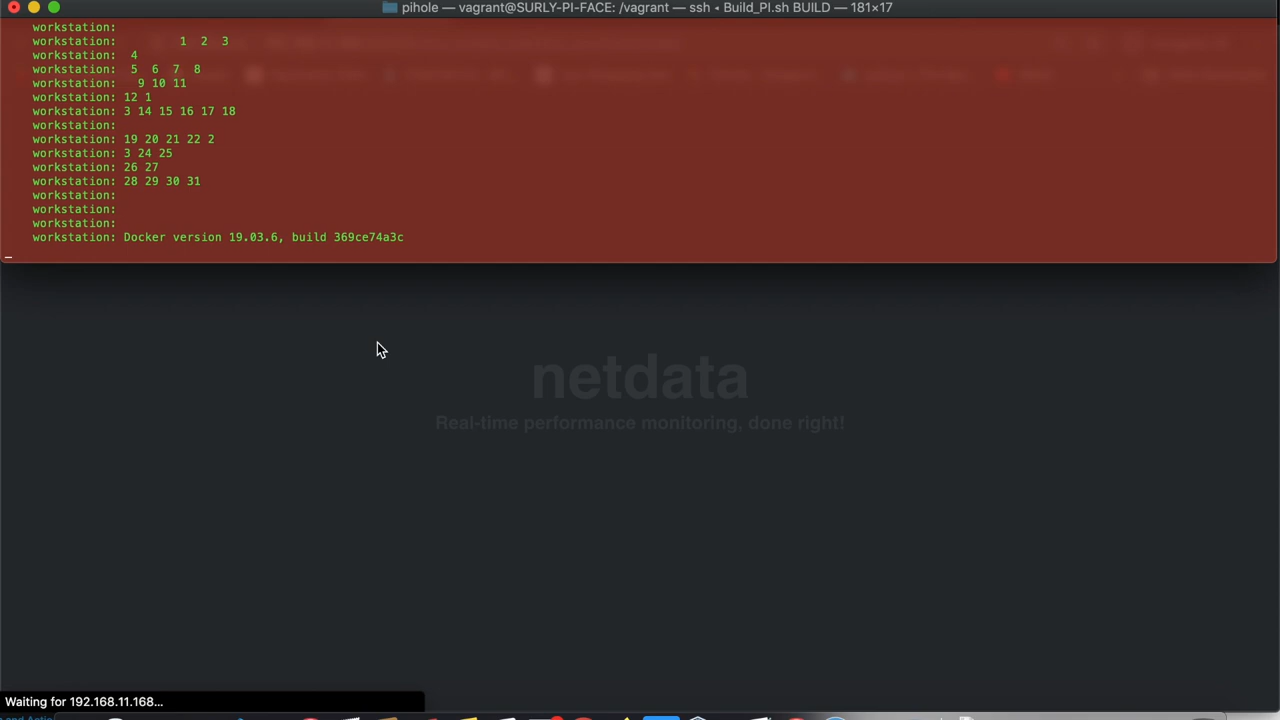 pihole — vagrant@SURLY-PI-FACE: /vagrant — ssh ◂ Build_PI.sh BUILD — 181×17
workstation:
workstation:         1  2  3
workstation:  4
workstation:  5  6  7  8
workstation:   9 10 11
workstation: 12 1
workstation: 3 14 15 16 17 18
workstation:
workstation: 19 20 21 22 2
workstation: 3 24 25
workstation: 26 27
workstation: 28 29 30 31
workstation:
workstation:
workstation:
workstation: Docker version 19.03.6, build 369ce74a3c
netdata
Real-time performance monitoring, done right!
Waiting for 192.168.11.168...